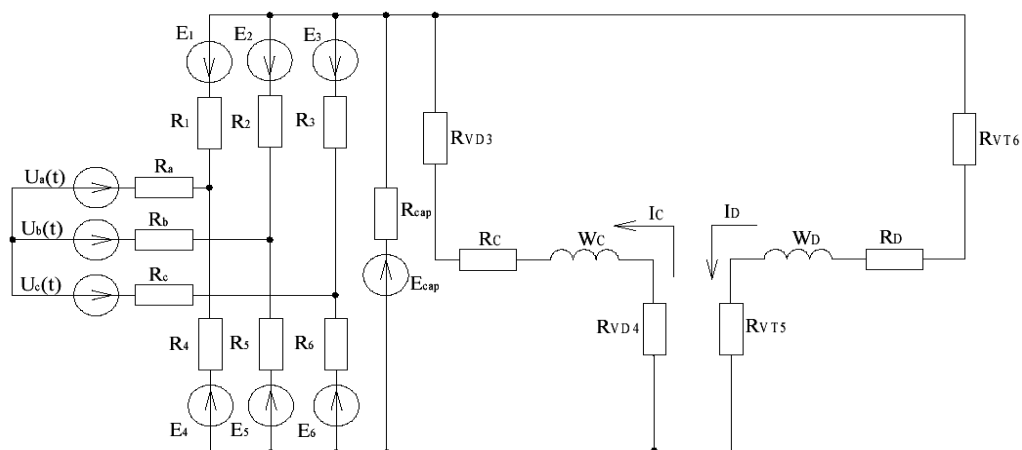 E1 E2 E3
R1 R2 R3
RVD3
RVT6
Ua(t) Ra
Ub(t) Rb
Uc(t) Rc
Rcap
Ecap
RC WC IC
ID WD RD
RVD4
RVT5
R4 R5 R6
E4 E5 E6